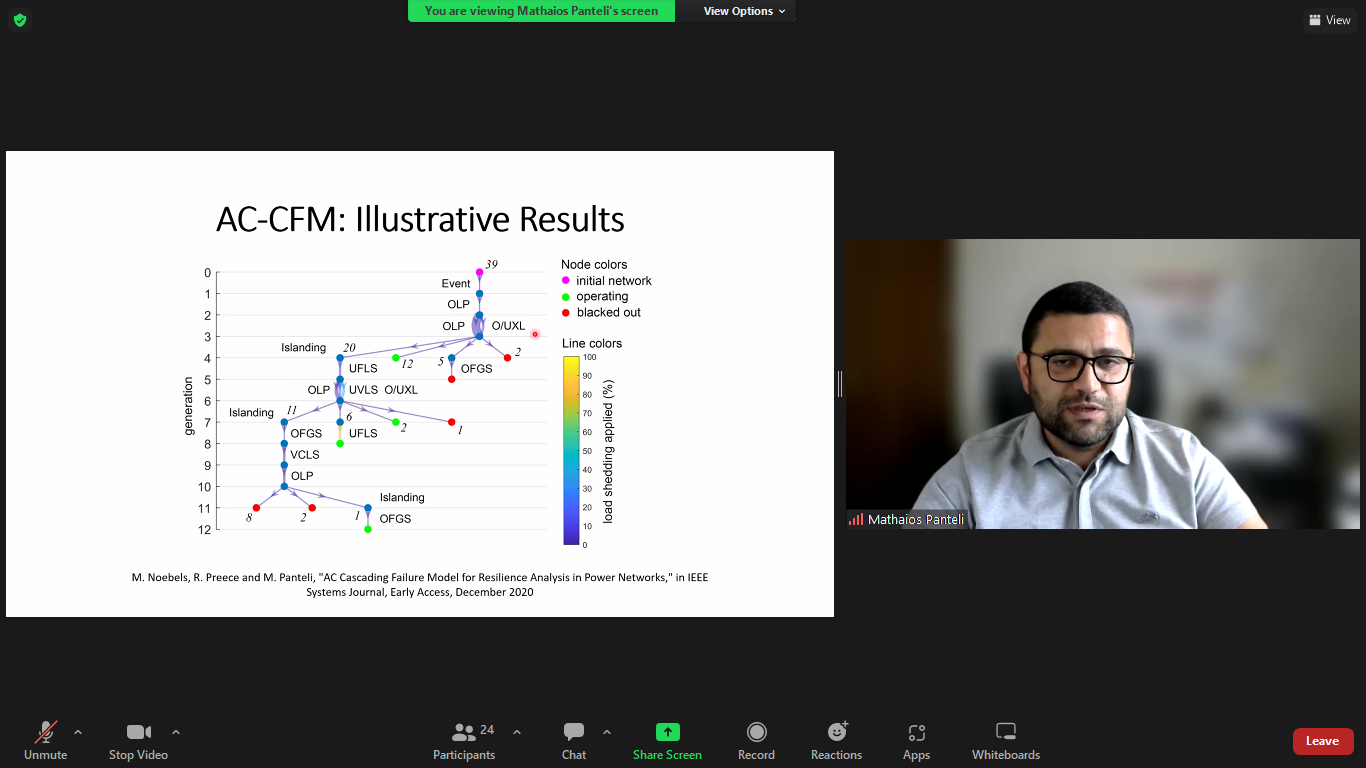 You are viewing Mathaios Panteli's screen
View Options
View
AC-CFM: Illustrative Results
generation
0
1
2
3
4
5
6
7
8
9
10
11
12
39
Event
OLP
OLP
O/UXL
Islanding
20
12
5
2
UFLS
OFGS
OLP
UVLS
O/UXL
Islanding
11
6
2
1
OFGS
UFLS
VCLS
OLP
8
2
1
Islanding
OFGS
Node colors
initial network
operating
blacked out
Line colors
100
90
80
70
60
50
40
30
20
10
0
load shedding applied (%)
M. Noebels, R. Preece and M. Panteli, "AC Cascading Failure Model for Resilience Analysis in Power Networks," in IEEE
Systems Journal, Early Access, December 2020
Mathaios Panteli
Unmute
Stop Video
Participants
24
Chat
Share Screen
Record
Reactions
Apps
Whiteboards
Leave